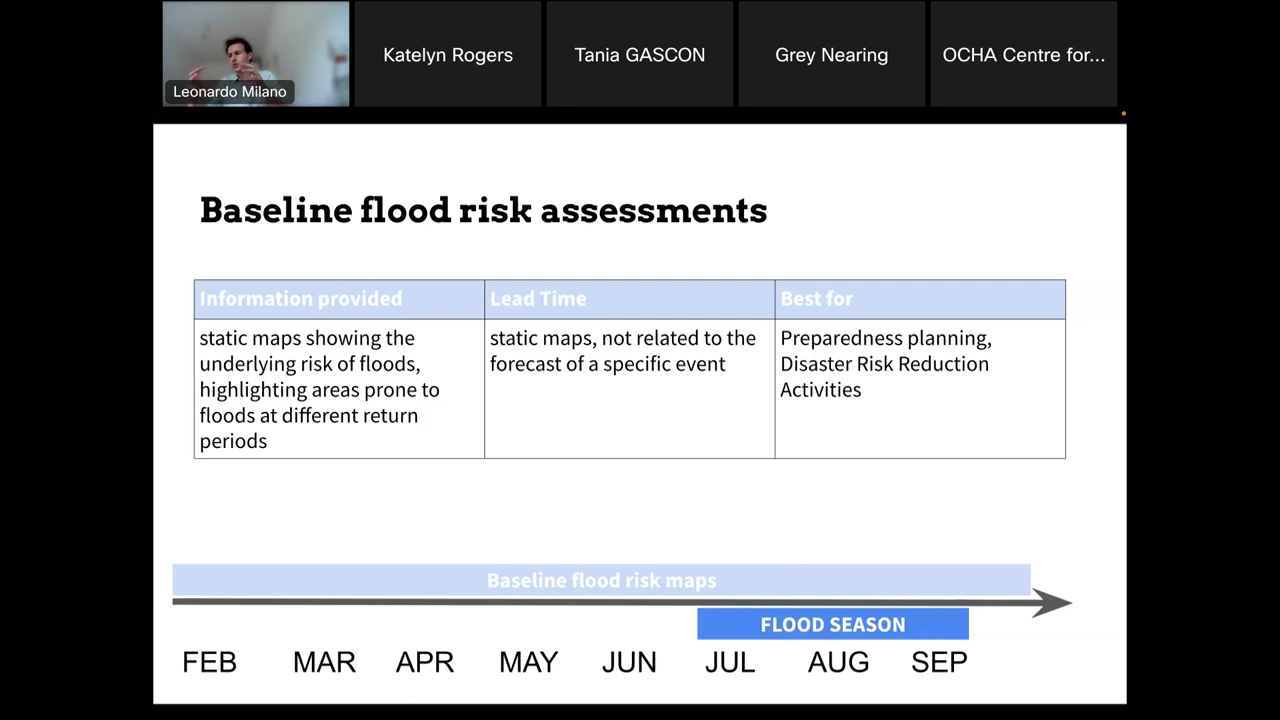 Leonardo Milano
Katelyn Rogers
Tania GASCON
Grey Nearing
OCHA Centre for...
Baseline flood risk assessments
Information provided
Lead Time
Best for
static maps showing the
underlying risk of floods,
highlighting areas prone to
floods at different return
periods
static maps, not related to the
forecast of a specific event
Preparedness planning,
Disaster Risk Reduction
Activities
Baseline flood risk maps
FLOOD SEASON
FEB MAR APR MAY JUN JUL AUG SEP